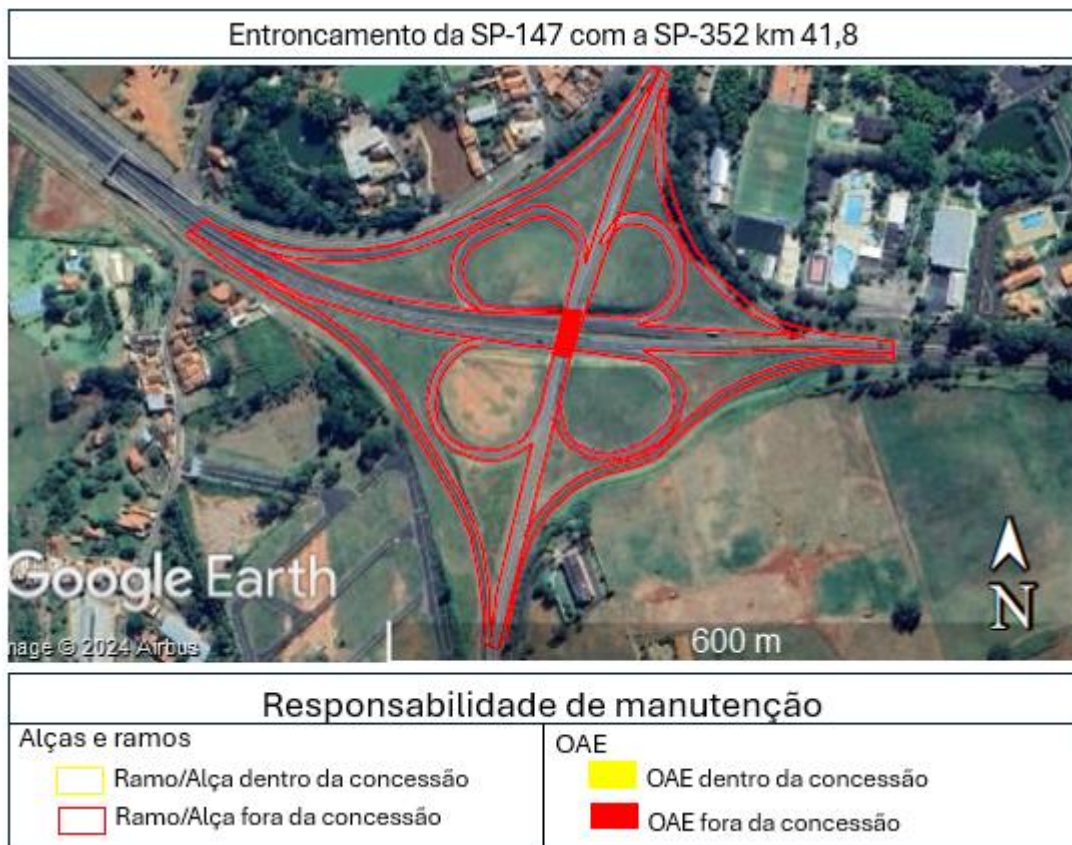 Entroncamento da SP-147 com a SP-352 km 41,8
Google Earth
mage © 2024 Airbus
600 m
N
Responsabilidade de manutenção
Alças e ramos
Ramo/Alça dentro da concessão
Ramo/Alça fora da concessão
OAE
OAE dentro da concessão
OAE fora da concessão